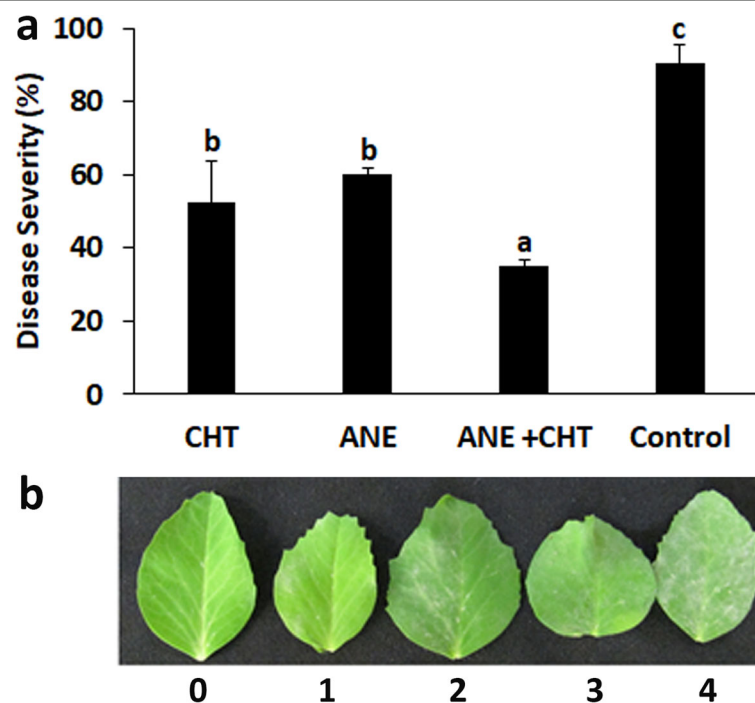 a
Disease Severity (%)
100
80
60
40
20
0
b
b
a
c
CHT ANE ANE +CHT Control
b
0 1 2 3 4